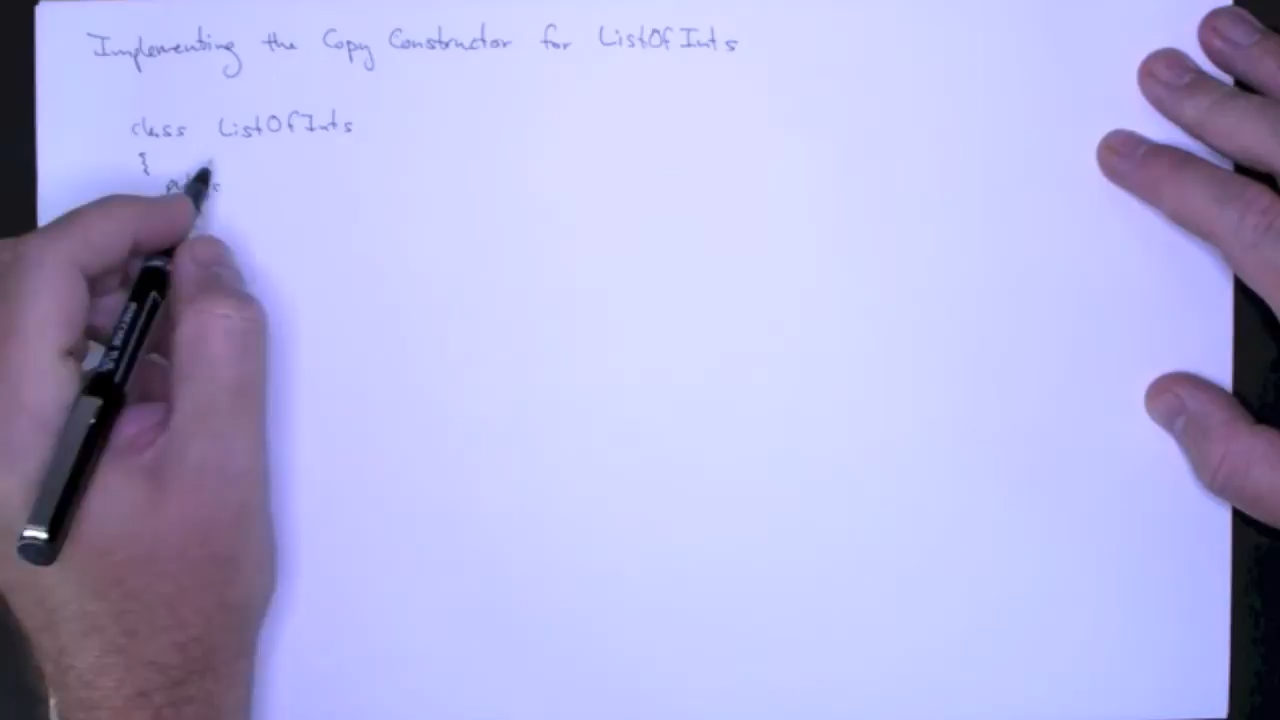 Implementing the Copy Constructor for ListOfInts
class ListOfInts
{